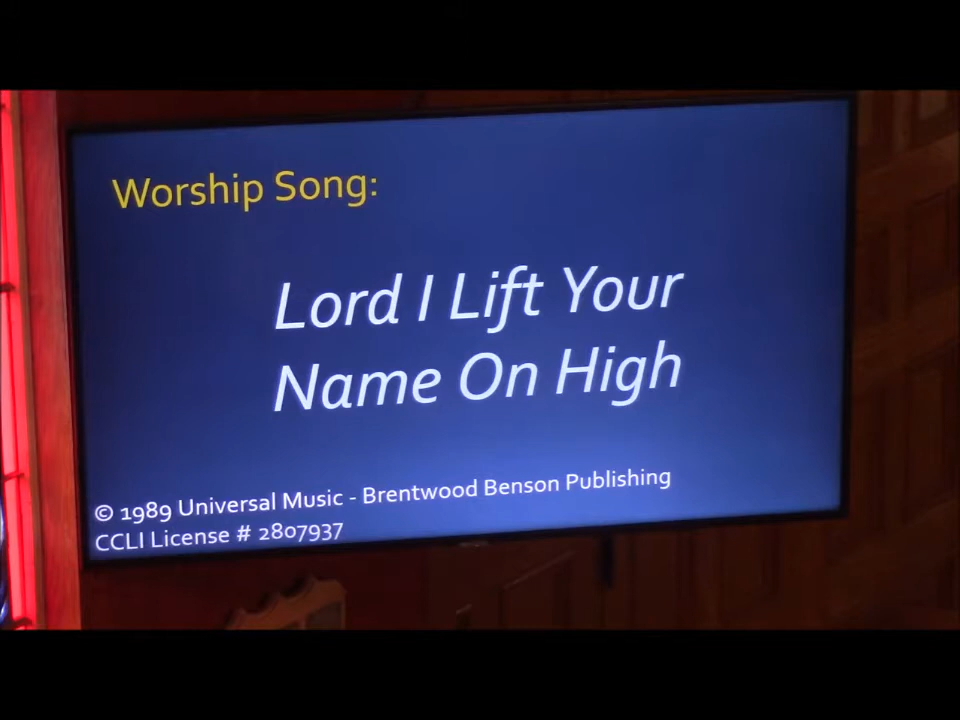 Worship Song:
Lord I Lift Your
Name On High
© 1989 Universal Music - Brentwood Benson Publishing
CCLI License # 2807937